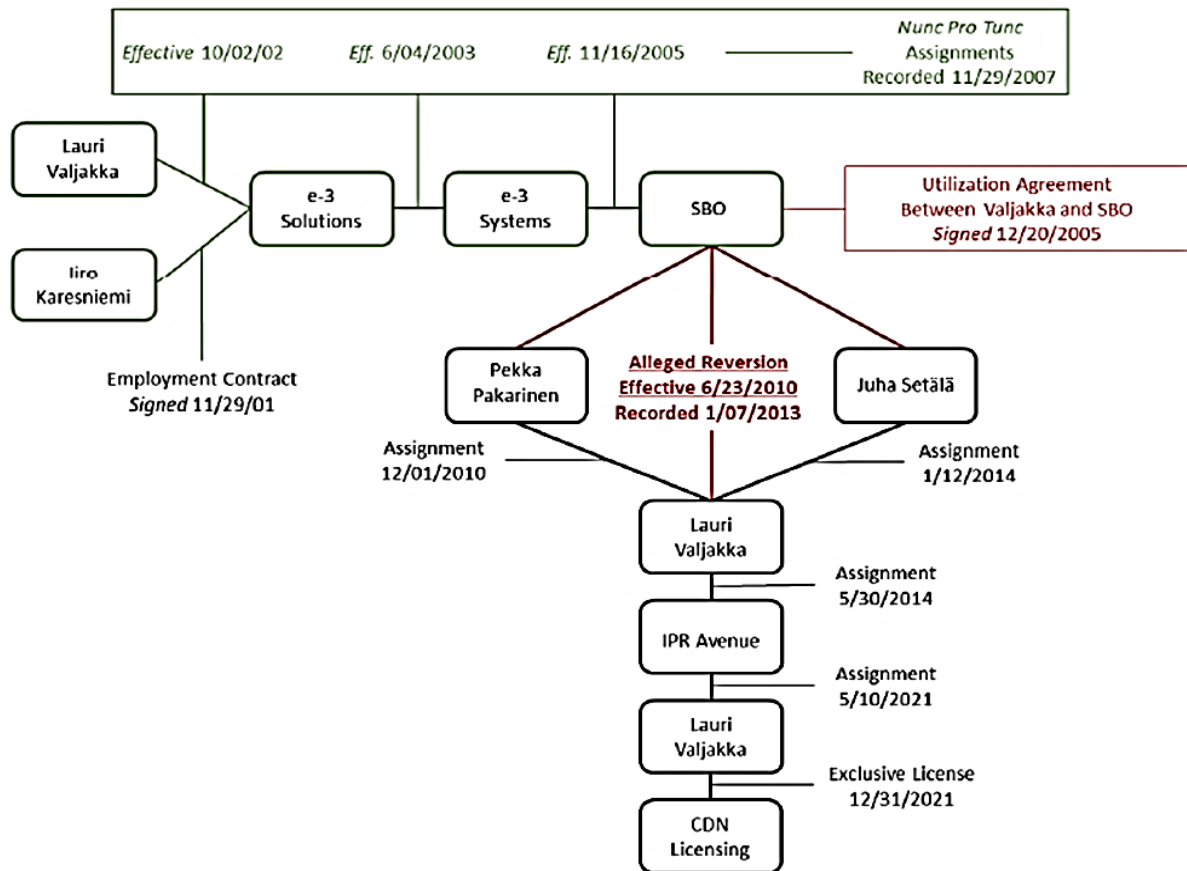 Effective 10/02/02
Eff. 6/04/2003
Eff. 11/16/2005
Nunc Pro Tunc
Assignments
Recorded 11/29/2007
Lauri
Valjakka
Iiro
Karesniemi
e-3
Solutions
e-3
Systems
SBO
Utilization Agreement
Between Valjakka and SBO
Signed 12/20/2005
Employment Contract
Signed 11/29/01
Pekka
Pakarinen
Alleged Reversion
Effective 6/23/2010
Recorded 1/07/2013
Juha Setälä
Assignment
12/01/2010
Assignment
1/12/2014
Lauri
Valjakka
Assignment
5/30/2014
IPR Avenue
Assignment
5/10/2021
Lauri
Valjakka
Exclusive License
12/31/2021
CDN
Licensing